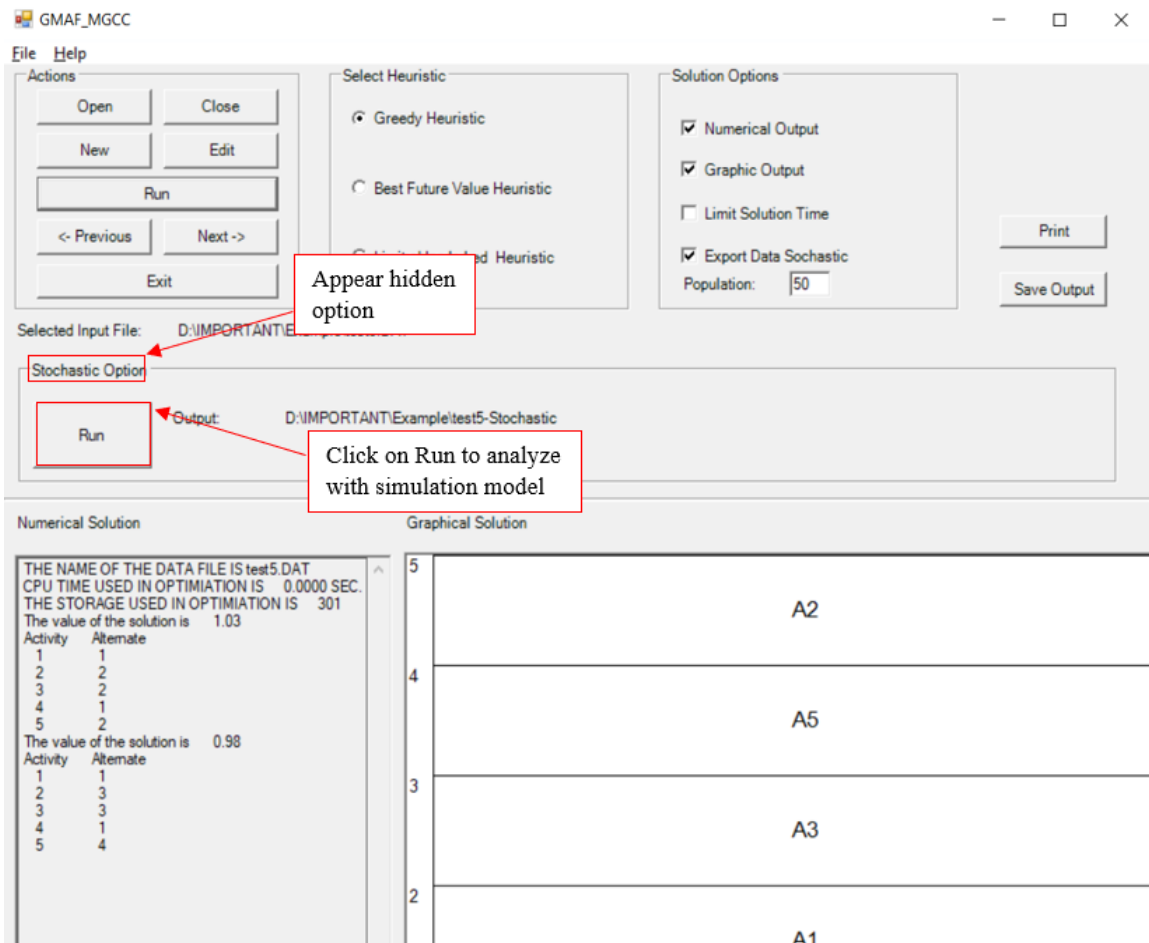 GMAF_MGCC
File Help
Actions
Open
Close
New
Edit
Run
<- Previous
Next ->
Exit
Select Heuristic
Greedy Heuristic
Best Future Value Heuristic
Heuristic
Solution Options
Numerical Output
Graphic Output
Limit Solution Time
Export Data Sochastic
Population: 50
Print
Save Output
Appear hidden
option
Selected Input File: D:\IMPORTANT\
Stochastic Option
Run
Output: D:\IMPORTANT\Example\test5-Stochastic
Click on Run to analyze
with simulation model
Numerical Solution
THE NAME OF THE DATA FILE IS test5.DAT
CPU TIME USED IN OPTIMIATION IS 0.0000 SEC.
THE STORAGE USED IN OPTIMIATION IS 301
The value of the solution is 1.03
Activity Alternate
1 1
2 2
3 2
4 1
5 2
The value of the solution is 0.98
Activity Alternate
1 1
2 3
3 3
4 1
5 4
Graphical Solution
5
A2
4
A5
3
A3
2
A1